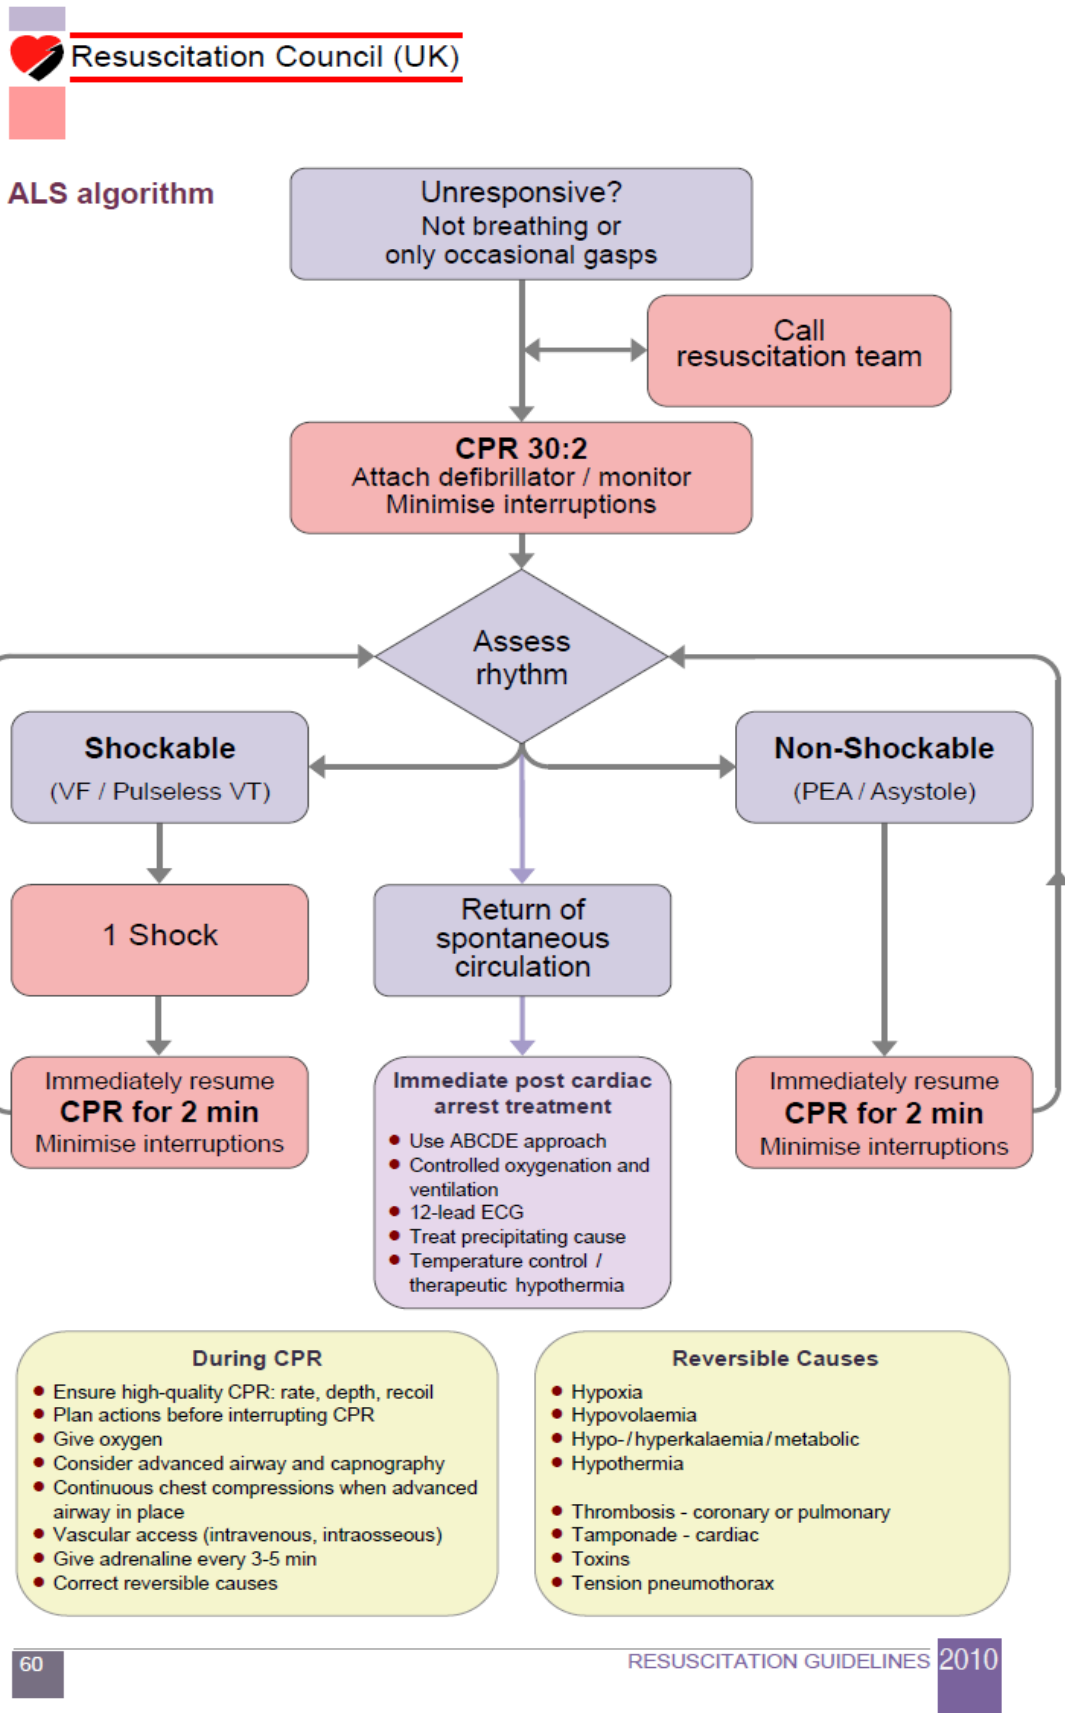 Resuscitation Council (UK)
ALS algorithm
Unresponsive?
Not breathing or
only occasional gasps
Call
resuscitation team
CPR 30:2
Attach defibrillator / monitor
Minimise interruptions
Assess
rhythm
Shockable
(VF / Pulseless VT)
Non-Shockable
(PEA / Asystole)
1 Shock
Return of
spontaneous
circulation
Immediately resume
CPR for 2 min
Minimise interruptions
Immediate post cardiac
arrest treatment
● Use ABCDE approach
● Controlled oxygenation and
ventilation
● 12-lead ECG
● Treat precipitating cause
● Temperature control /
therapeutic hypothermia
Immediately resume
CPR for 2 min
Minimise interruptions
During CPR
● Ensure high-quality CPR: rate, depth, recoil
● Plan actions before interrupting CPR
● Give oxygen
● Consider advanced airway and capnography
● Continuous chest compressions when advanced
airway in place
● Vascular access (intravenous, intraosseous)
● Give adrenaline every 3-5 min
● Correct reversible causes
Reversible Causes
● Hypoxia
● Hypovolaemia
● Hypo-/hyperkalaemia/metabolic
● Hypothermia
● Thrombosis - coronary or pulmonary
● Tamponade - cardiac
● Toxins
● Tension pneumothorax
60
RESUSCITATION GUIDELINES 2010